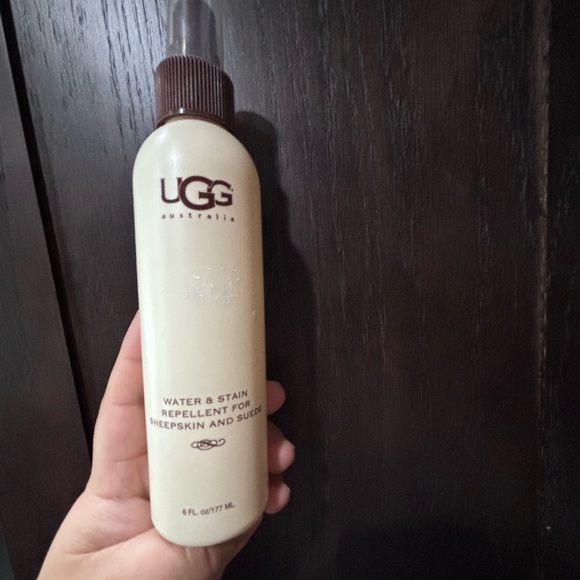 UGG
australia
WATER & STAIN
REPELLENT FOR
SHEEPSKIN AND SUEDE
6 FL. oz/177 ML.